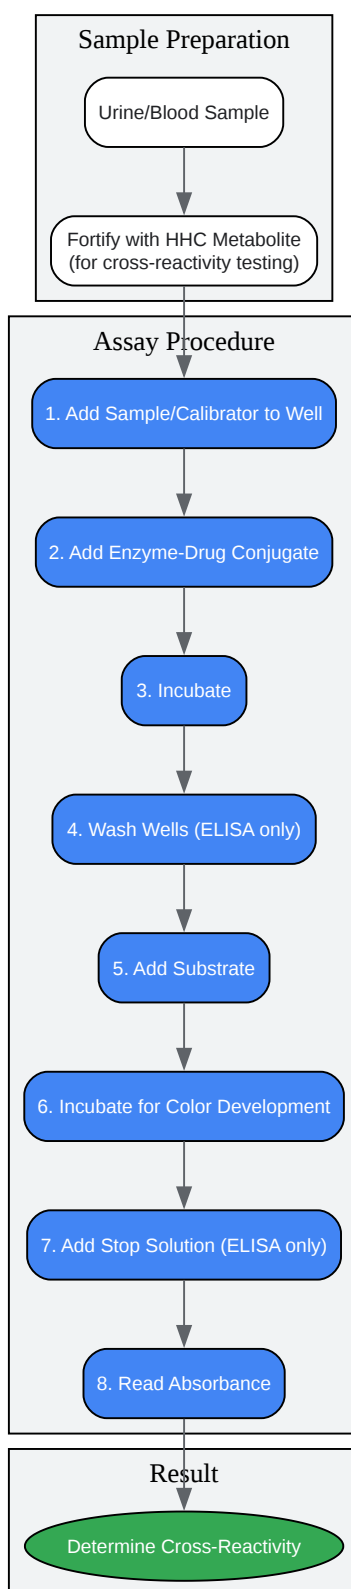 Sample Preparation
Urine/Blood Sample
Fortify with HHC Metabolite
(for cross-reactivity testing)
Assay Procedure
1. Add Sample/Calibrator to Well
2. Add Enzyme-Drug Conjugate
3. Incubate
4. Wash Wells (ELISA only)
5. Add Substrate
6. Incubate for Color Development
7. Add Stop Solution (ELISA only)
8. Read Absorbance
Result
Determine Cross-Reactivity